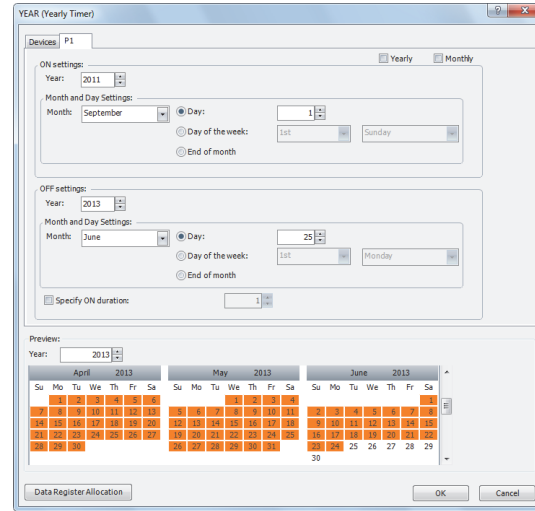 YEAR (Yearly Timer)
Devices P1
Yearly Monthly
ON settings:
Year: 2011
Month and Day Settings:
Month: September Day: 1
Day of the week: 1st Sunday
End of month
OFF settings:
Year: 2013
Month and Day Settings:
Month: June Day: 25
Day of the week: 1st Monday
End of month
Specify ON duration: 1
Preview:
Year: 2013
April 2013 May 2013 June 2013
Su Mo Tu We Th Fr Sa Su Mo Tu We Th Fr Sa Su Mo Tu We Th Fr Sa
1 2 3 4 5 6 1 2 3 4 1
7 8 9 10 11 12 13 5 6 7 8 9 10 11 2 3 4 5 6 7 8
14 15 16 17 18 19 20 12 13 14 15 16 17 18 9 10 11 12 13 14 15
21 22 23 24 25 26 27 19 20 21 22 23 24 25 16 17 18 19 20 21 22
28 29 30 26 27 28 29 30 31 23 24 25 26 27 28 29
30
Data Register Allocation OK Cancel